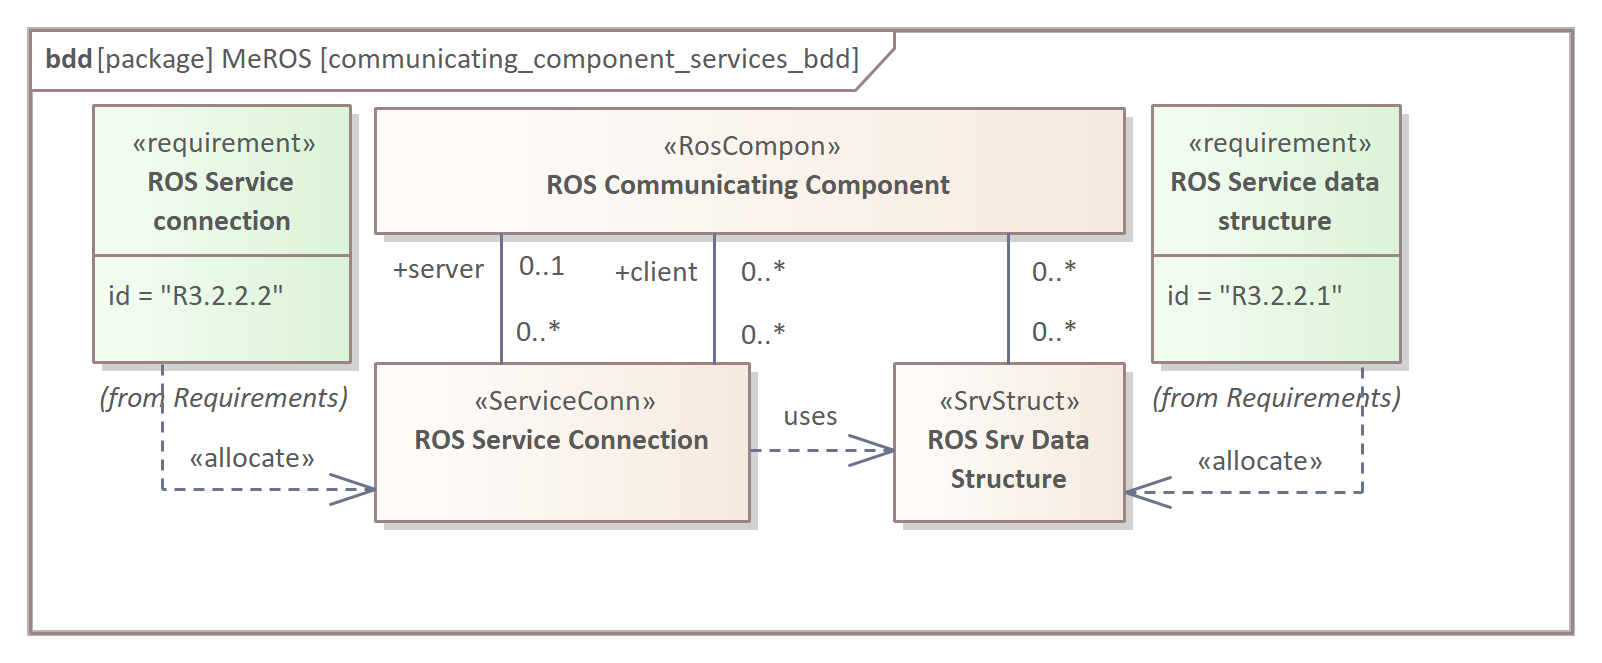 bdd [package] MeROS [communicating_component_services_bdd]
«requirement»
ROS Service
connection
id = "R3.2.2.2"
(from Requirements)
«RosCompon»
ROS Communicating Component
«requirement»
ROS Service data
structure
id = "R3.2.2.1"
(from Requirements)
+server
0..1
0..*
+client
0..*
0..*
0..*
0..*
«ServiceConn»
ROS Service Connection
uses
«SrvStruct»
ROS Srv Data
Structure
«allocate»
«allocate»